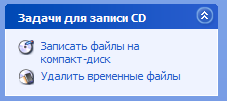 Задачи для записи CD
Записать файлы на
компакт-диск
Удалить временные файлы